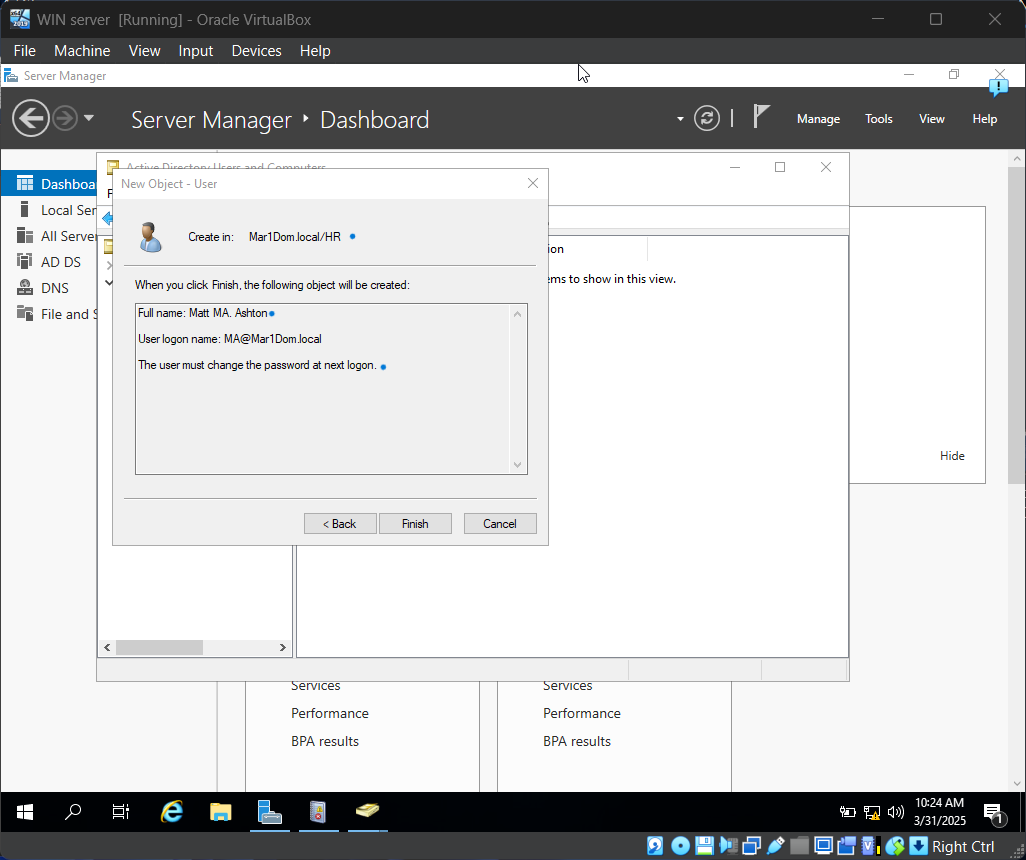 WIN server [Running] - Oracle VirtualBox
File Machine View Input Devices Help
Server Manager
Server Manager Dashboard
Manage Tools View Help
Active Directory Users and Computers
New Object - User
Dashboa
Local Ser
All Server
AD DS
DNS
File and S
Create in: Mar1Dom.local/HR
ion
ems to show in this view.
When you click Finish, the following object will be created:
Full name: Matt MA. Ashton
User logon name: MA@Mar1Dom.local
The user must change the password at next logon.
Hide
< Back Finish Cancel
Services
Performance
BPA results
Services
Performance
BPA results
10:24 AM
3/31/2025
1
Right Ctrl